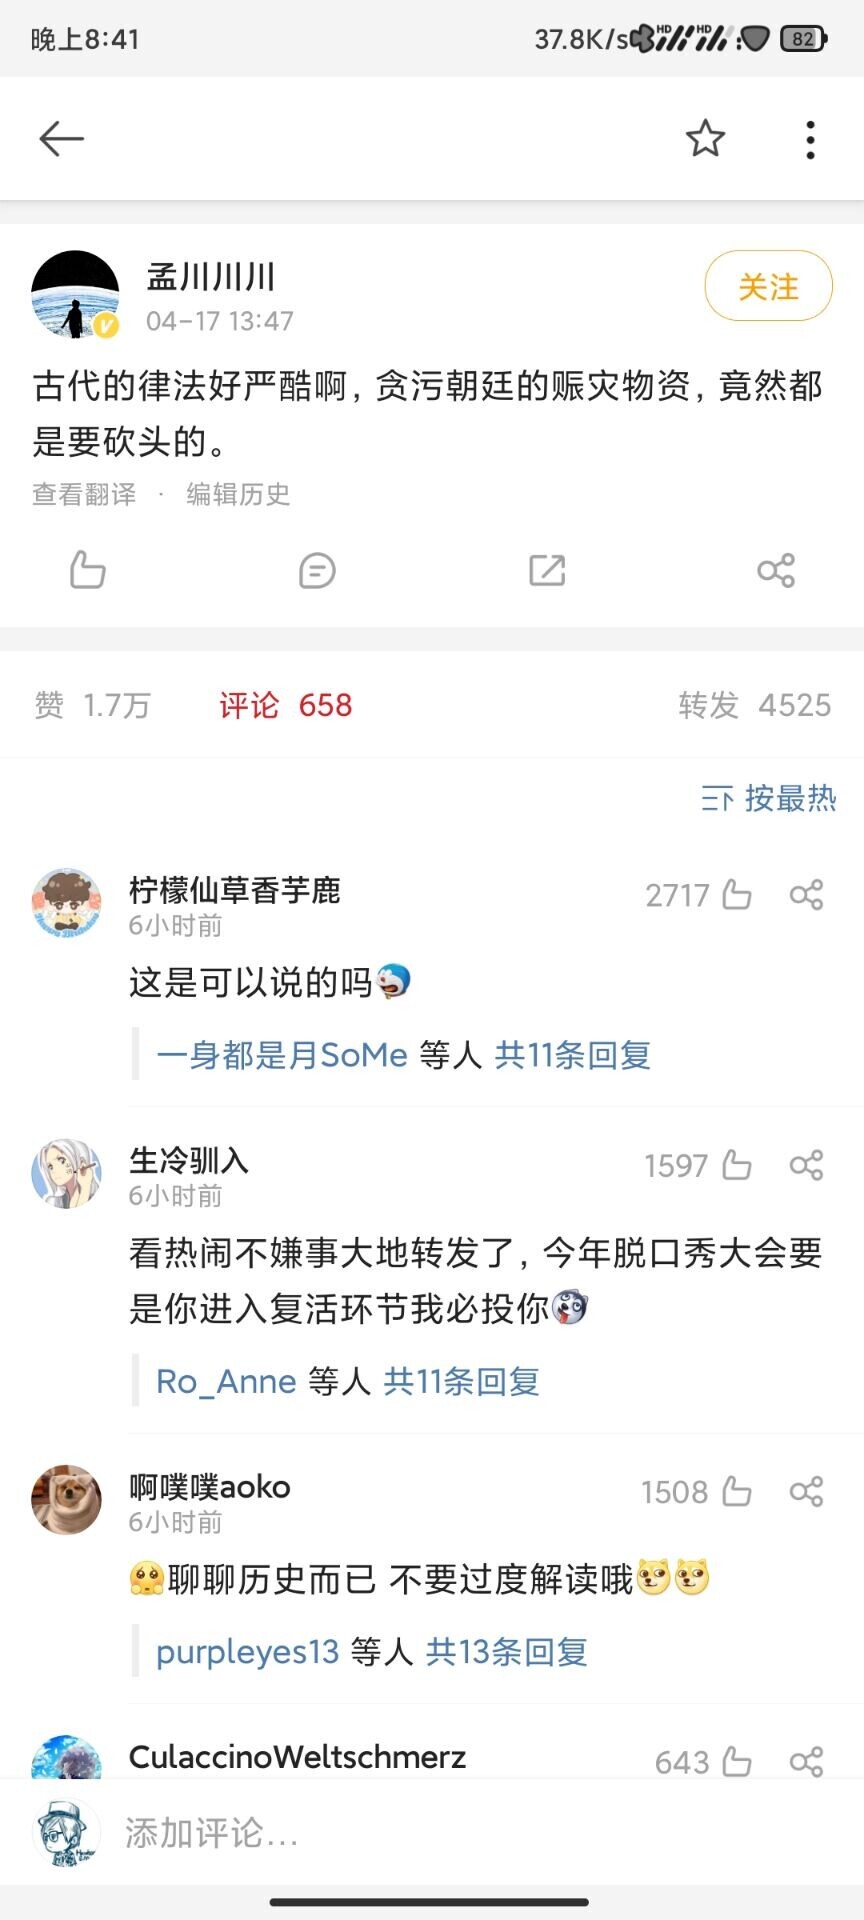 晚上8:41
37.8K/s
HD
HD
82
孟川川川
04-17 13:47
关注
古代的律法好严酷啊，贪污朝廷的赈灾物资，竟然都
是要砍头的。
查看翻译 · 编辑历史
赞 1.7万 评论 658 转发 4525
按最热
柠檬仙草香芋鹿
2717
6小时前
这是可以说的吗
一身都是月SoMe 等人 共11条回复
生冷驯入
1597
6小时前
看热闹不嫌事大地转发了，今年脱口秀大会要
是你进入复活环节我必投你
Ro_Anne 等人 共11条回复
啊噗噗aoko
1508
6小时前
聊聊历史而已 不要过度解读哦
purpleyes13 等人 共13条回复
CulaccinoWeltschmerz
643
添加评论...